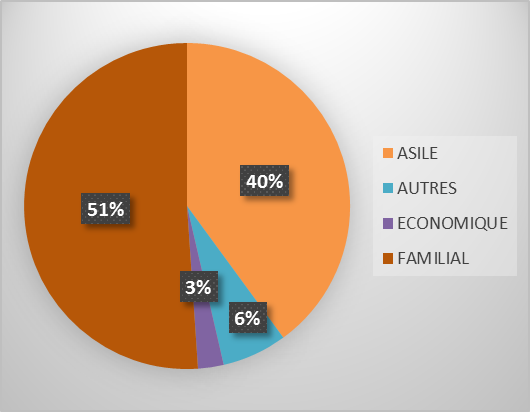 40%
51%
3%
6%
ASILE
AUTRES
ECONOMIQUE
FAMILIAL